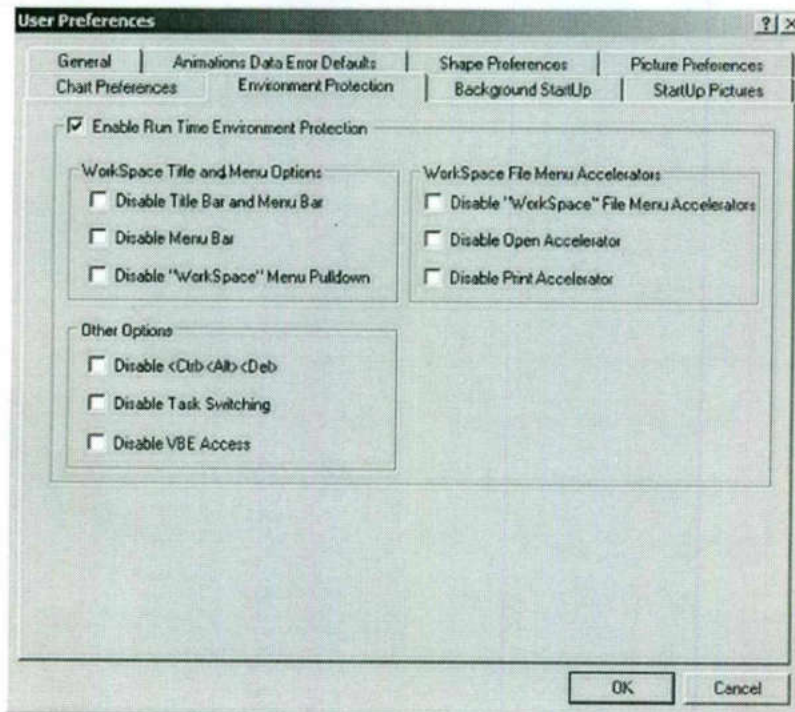 User Preferences
General
Animations Data Error Defaults
Shape Preferences
Picture Preferences
Chart Preferences
Environment Protection
Background StartUp
StartUp Pictures
Enable Run Time Environment Protection
WorkSpace Title and Menu Options
Disable Title Bar and Menu Bar
Disable Menu Bar
Disable "WorkSpace" Menu Pulldown
WorkSpace File Menu Accelerators
Disable "WorkSpace" File Menu Accelerators
Disable Open Accelerator
Disable Print Accelerator
Other Options
Disable <Ctrl><Alt><Del>
Disable Task Switching
Disable VBE Access
OK
Cancel